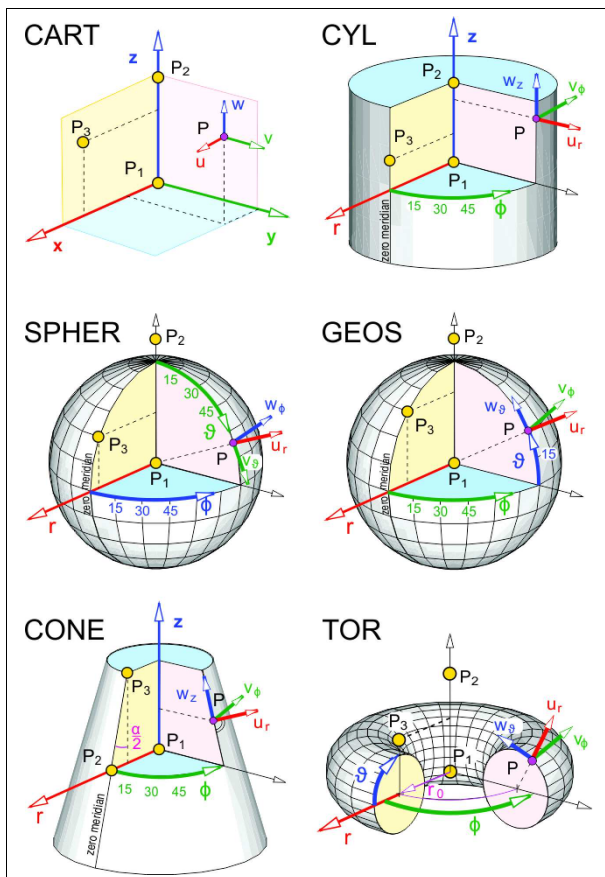 CART
z
P2
P3
w
P
v
u
P1
x
y
CYL
z
P2
wz
vϕ
P3
P
ur
P1
r
15
30
45
ϕ
zero meridian
SPHER
P2
15
30
45
ϑ
wϕ
P3
P
ur
vϑ
P1
zero meridian
r
15
30
45
ϕ
GEOS
P2
wϑ
vϕ
P3
P
ur
ϑ
15
P1
zero meridian
r
15
30
45
ϕ
CONE
z
P3
wz
P
vϕ
ur
α
2
P2
P1
r
15
30
45
ϕ
zero meridian
TOR
P2
ur
P3
wϑ
vϕ
P1
P
ϑ
r0
r
ϕ